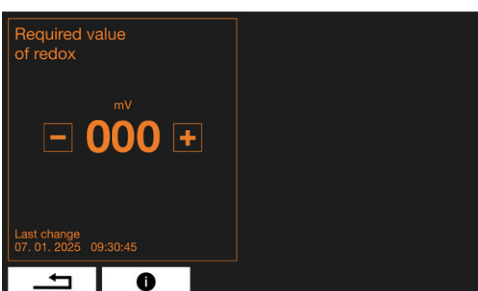 Required value
of redox
mV
− 000 +
Last change
07. 01. 2025 09:30:45
i